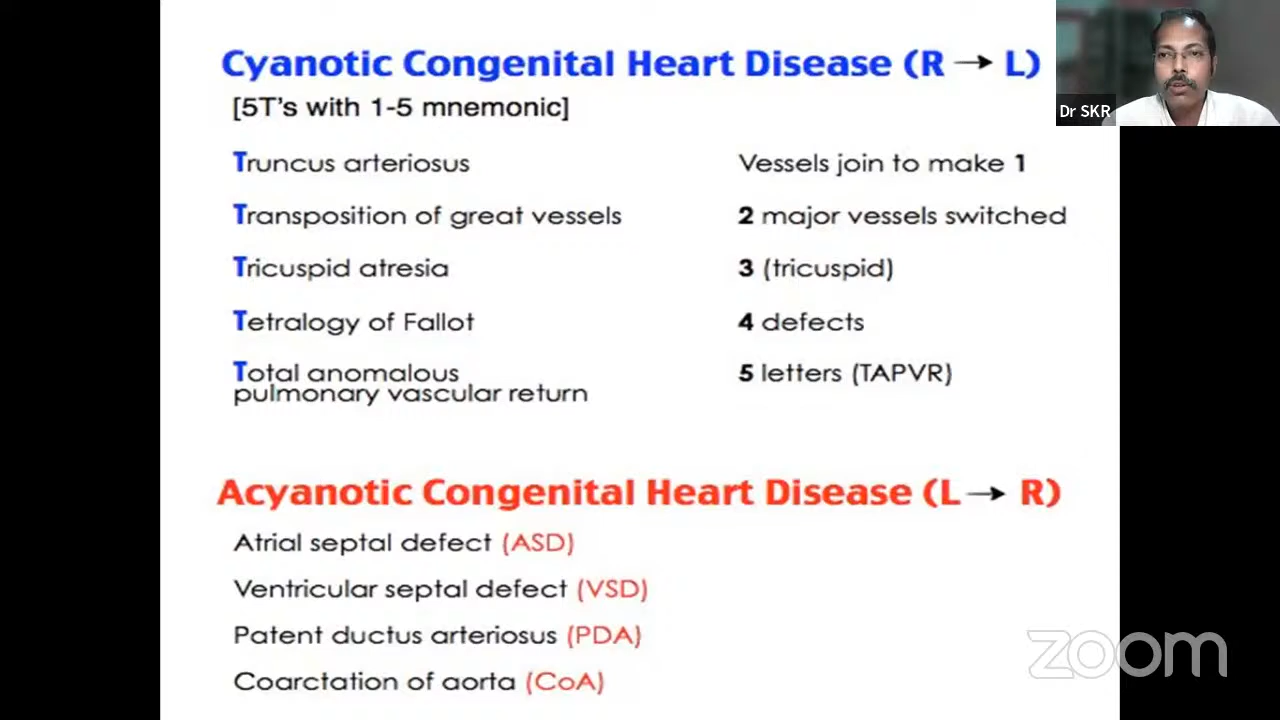 Cyanotic Congenital Heart Disease (R → L)
[5T's with 1-5 mnemonic]
Truncus arteriosus Vessels join to make 1
Transposition of great vessels 2 major vessels switched
Tricuspid atresia 3 (tricuspid)
Tetralogy of Fallot 4 defects
Total anomalous 5 letters (TAPVR)
pulmonary vascular return
Acyanotic Congenital Heart Disease (L → R)
Atrial septal defect (ASD)
Ventricular septal defect (VSD)
Patent ductus arteriosus (PDA)
Coarctation of aorta (CoA)
Dr SKR
zoom